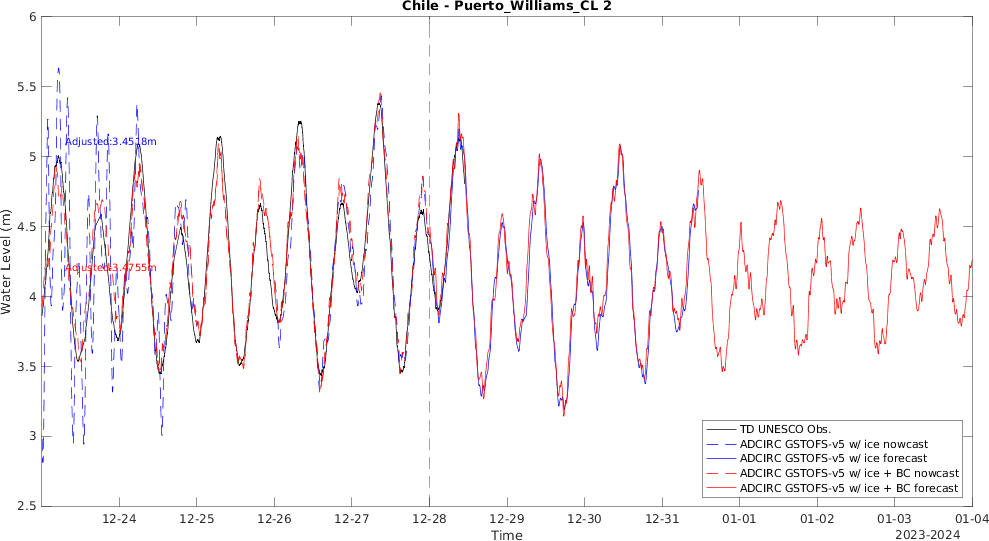 Chile - Puerto_Williams_CL 2
6
5.5
5
4.5
4
3.5
3
2.5
Water Level (m)
Adjusted:3.4518m
Adjusted:3.4755m
TD UNESCO Obs.
ADCIRC GSTOFS-v5 w/ ice nowcast
ADCIRC GSTOFS-v5 w/ ice forecast
ADCIRC GSTOFS-v5 w/ ice + BC nowcast
ADCIRC GSTOFS-v5 w/ ice + BC forecast
12-24 12-25 12-26 12-27 12-28 12-29 12-30 12-31 01-01 01-02 01-03 01-04
Time
2023-2024